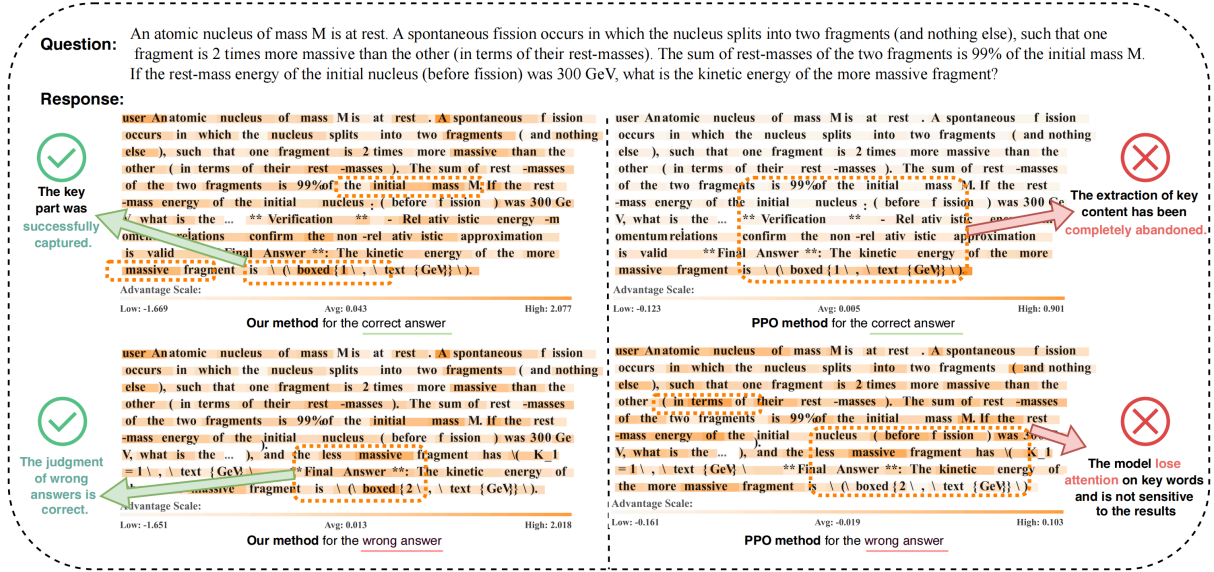 Question:
An atomic nucleus of mass M is at rest. A spontaneous fission occurs in which the nucleus splits into two fragments (and nothing else), such that one
fragment is 2 times more massive than the other (in terms of their rest-masses). The sum of rest-masses of the two fragments is 99% of the initial mass M.
If the rest-mass energy of the initial nucleus (before fission) was 300 GeV, what is the kinetic energy of the more massive fragment?
Response:
The key
part was
successfully
captured.
user An atomic nucleus of mass M is at rest . A spontaneous f ission
occurs in which the nucleus splits into two fragments ( and nothing
else ), such that one fragment is 2 times more massive than the
other ( in terms of their rest -masses ). The sum of rest -masses
of the two fragments is 99% of the initial mass M. If the rest
-mass energy of the initial nucleus ( before f ission ) was 300 Ge
V, what is the ... ** Verification ** - Rel ativ istic energy -m
omentum relations confirm the non -rel ativ istic approximation
is valid **Final Answer **: The kinetic energy of the more
massive fragment is \ (\ boxed {1\ , \ text {GeV}} \ ).
Advantage Scale:
Low: -1.669 Avg: 0.043 High: 2.077
Our method for the correct answer
user An atomic nucleus of mass M is at rest . A spontaneous f ission
occurs in which the nucleus splits into two fragments ( and nothing
else ), such that one fragment is 2 times more massive than the
other ( in terms of their rest -masses ). The sum of rest -masses
of the two fragments is 99% of the initial mass M. If the rest
-mass energy of the initial nucleus : ( before f ission ) was 300 Ge
V, what is the ... ** Verification ** - Rel ativ istic energy -m
omentum relations confirm the non -rel ativ istic approximation
is valid **Final Answer **: The kinetic energy of the more
massive fragment is \ (\ boxed {1\ , \ text {GeV}} \ ).
Advantage Scale:
Low: -0.123 Avg: 0.005 High: 0.901
PPO method for the correct answer
The extraction of key
content has been
completely abandoned.
The judgment
of wrong
answers is
correct.
user An atomic nucleus of mass M is at rest . A spontaneous f ission
occurs in which the nucleus splits into two fragments ( and nothing
else ), such that one fragment is 2 times more massive than the
other ( in terms of their rest -masses ). The sum of rest -masses
of the two fragments is 99% of the initial mass M. If the rest
-mass energy of the initial nucleus ( before f ission ) was 300 Ge
V, what is the ... ), and the less massive fragment has \( K_1
= 1\ , \ text {GeV} \ **Final Answer **: The kinetic energy of
massive fragment is \ (\ boxed {2\ , \ text {GeV}} \ ).
Advantage Scale:
Low: -1.651 Avg: 0.013 High: 2.018
Our method for the wrong answer
user An atomic nucleus of mass M is at rest . A spontaneous f ission
occurs in which the nucleus splits into two fragments ( and nothing
else ), such that one fragment is 2 times more massive than the
other ( in terms of their rest -masses ). The sum of rest -masses
of the two fragments is 99% of the initial mass M. If the rest
-mass energy of the initial nucleus ( before f ission ) was
V, what is the ... ), and the less massive fragment has \( K_1
= 1\ , \ text {GeV}\ **Final Answer **: The kinetic energy of
the more massive fragment is \ (\ boxed {2\ , \ text {GeV}} \ )
Advantage Scale:
Low: -0.161 Avg: -0.019 High: 0.103
PPO method for the wrong answer
The model lose
attention on key words
and is not sensitive
to the results